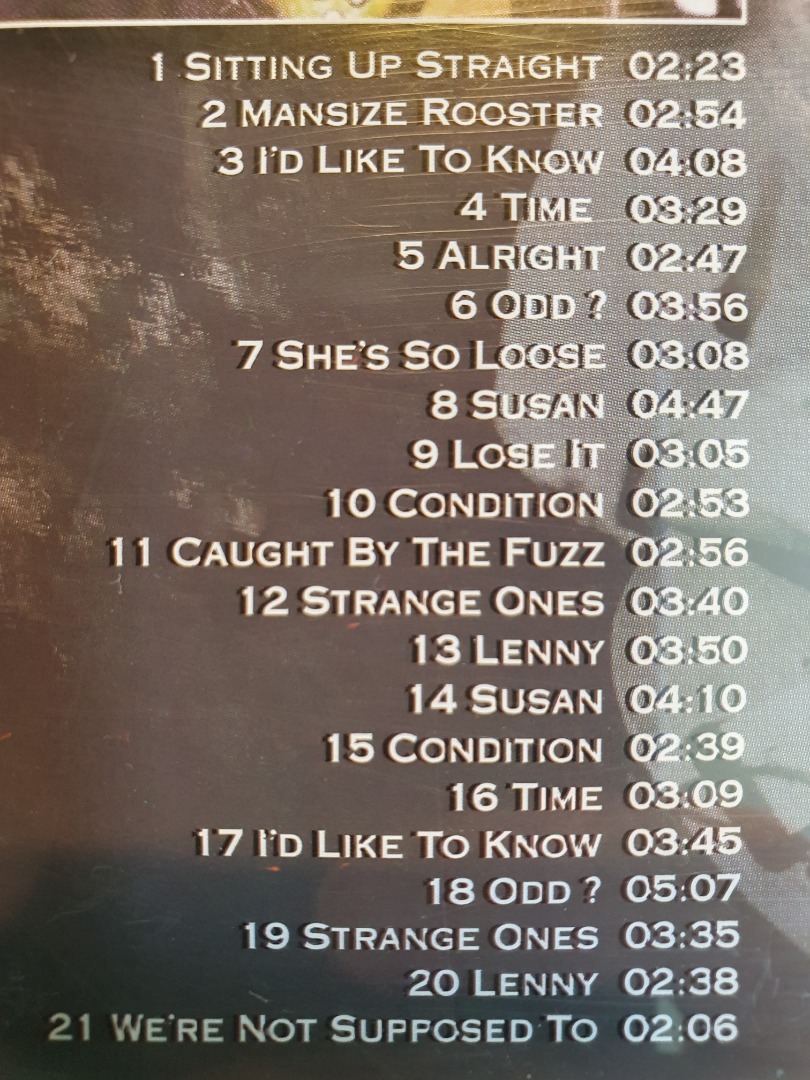 1 SITTING UP STRAIGHT 02:23
2 MANSIZE ROOSTER 02:54
3 I'D LIKE TO KNOW 04:08
4 TIME 03:29
5 ALRIGHT 02:47
6 ODD ? 03:56
7 SHE'S SO LOOSE 03:08
8 SUSAN 04:47
9 LOSE IT 03:05
10 CONDITION 02:53
11 CAUGHT BY THE FUZZ 02:56
12 STRANGE ONES 03:40
13 LENNY 03:50
14 SUSAN 04:10
15 CONDITION 02:39
16 TIME 03:09
17 I'D LIKE TO KNOW 03:45
18 ODD ? 05:07
19 STRANGE ONES 03:35
20 LENNY 02:38
21 WE'RE NOT SUPPOSED TO 02:06